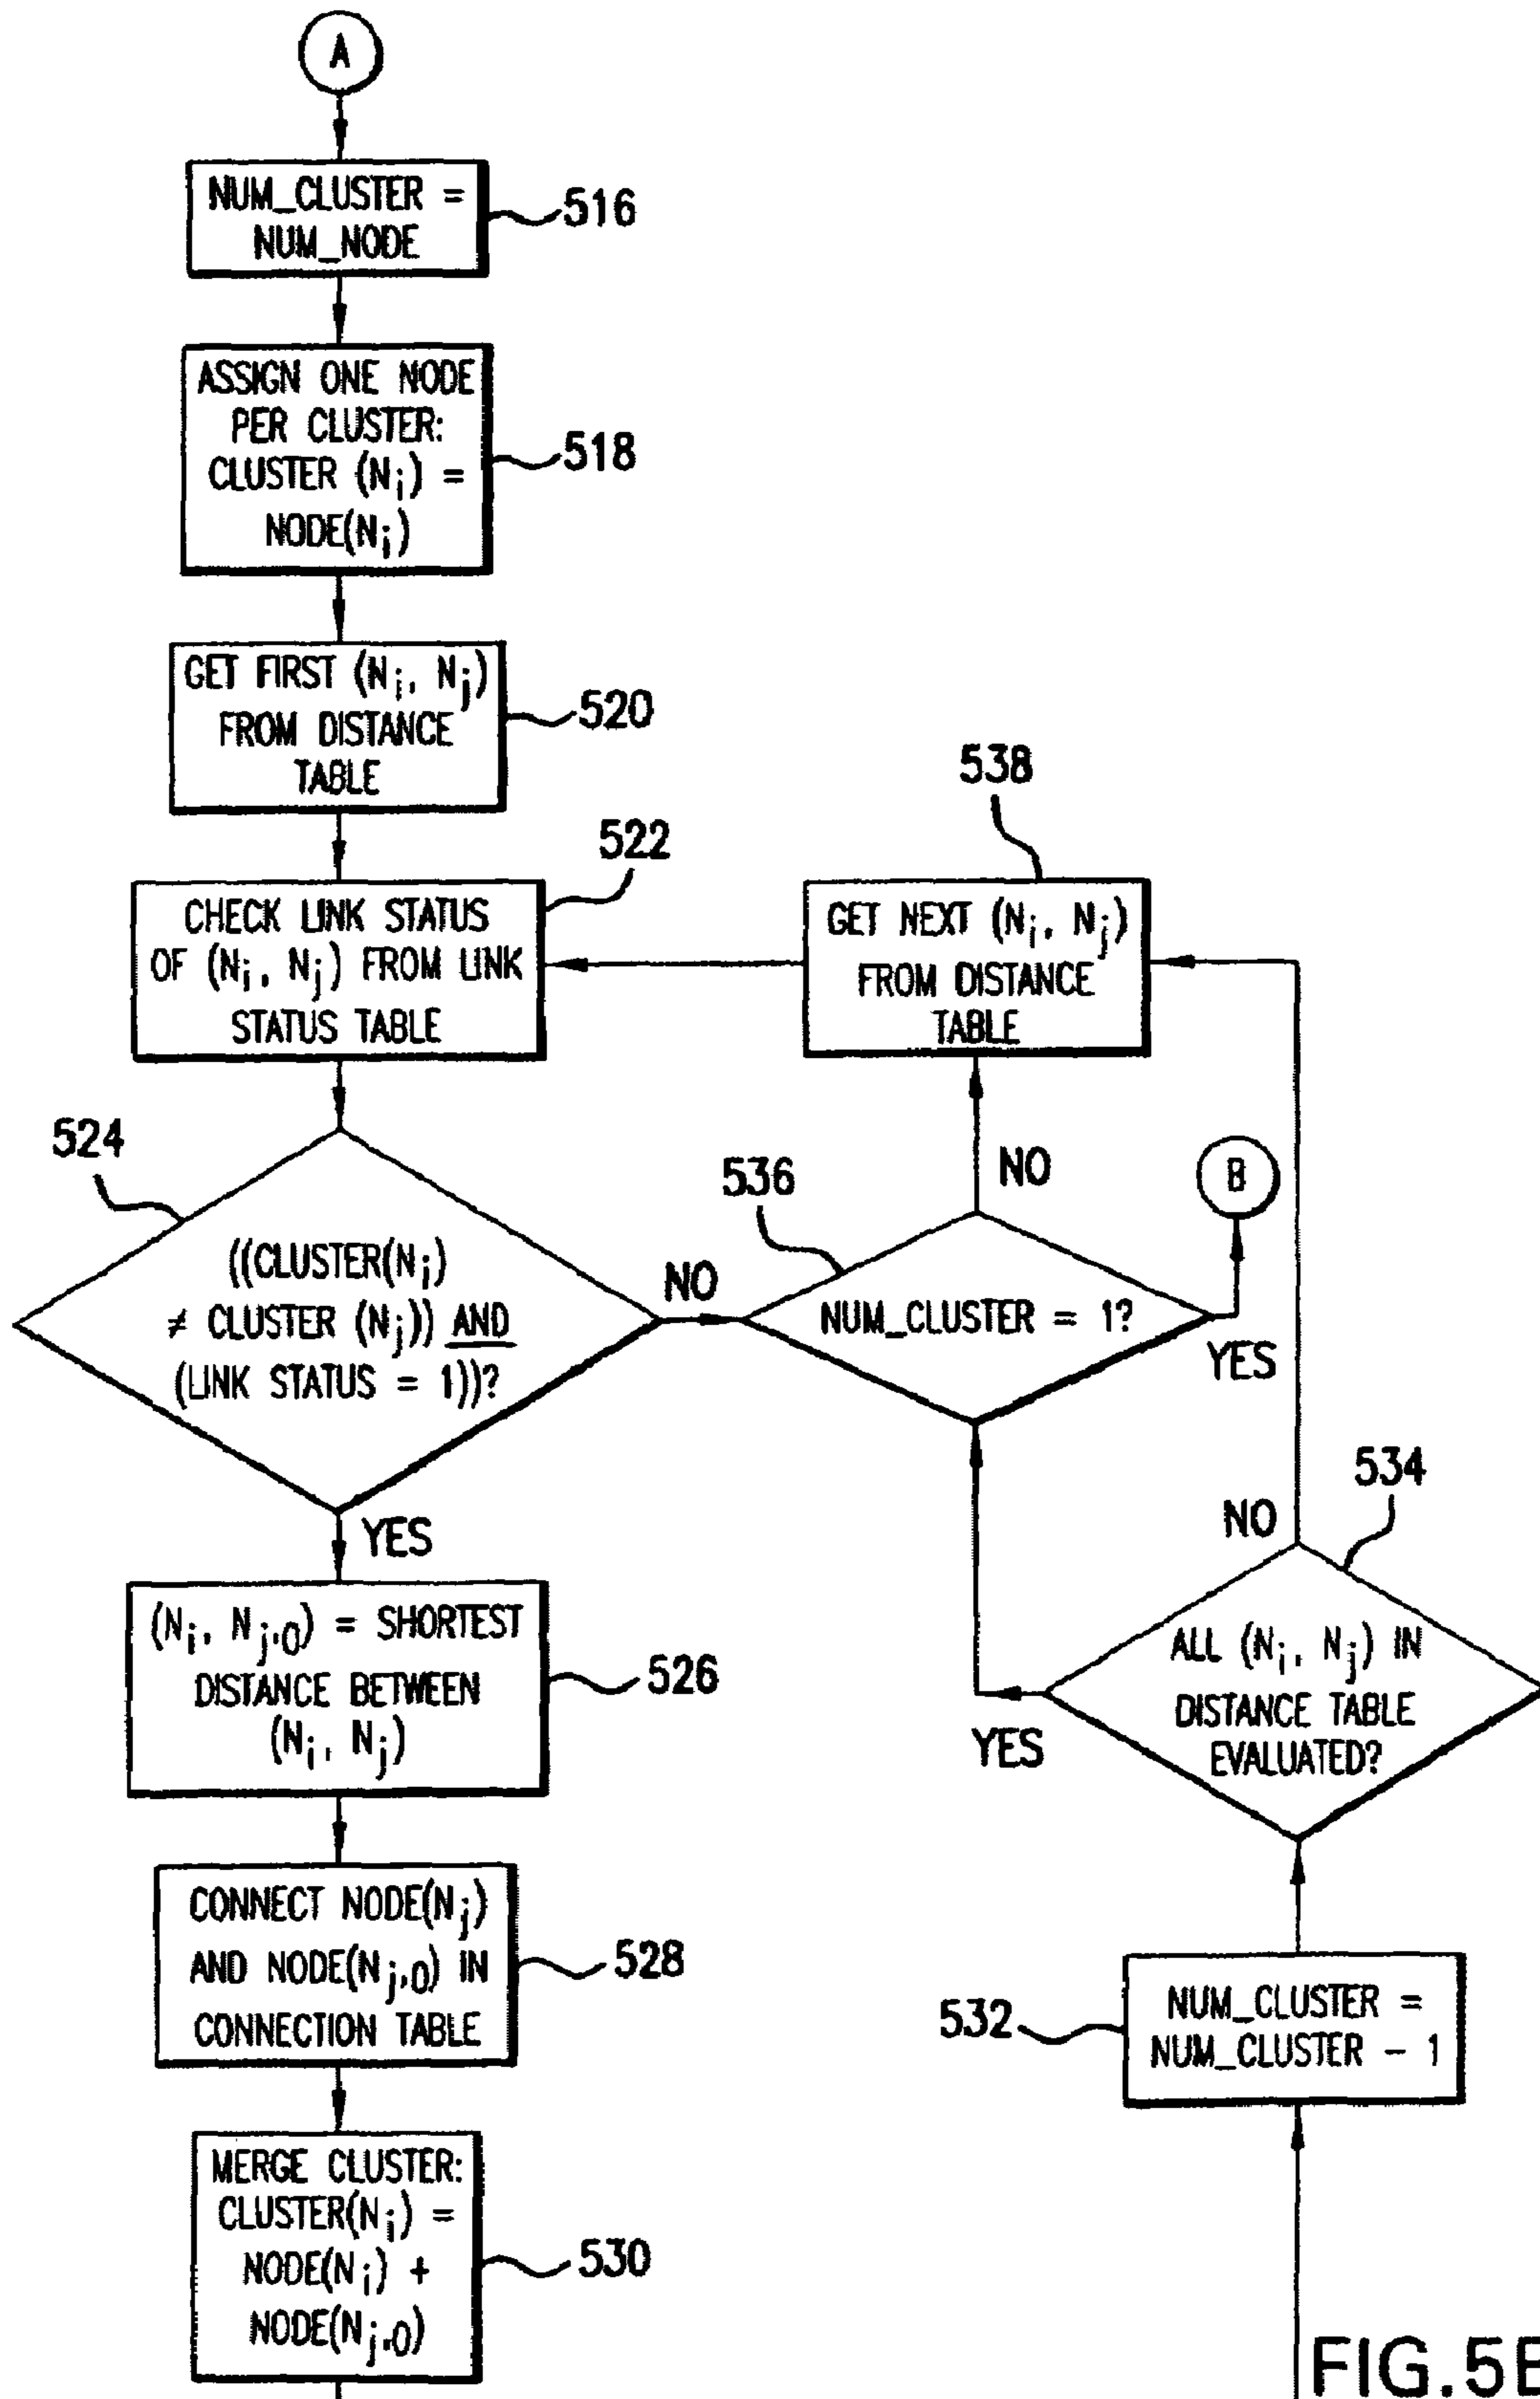 A
NUM_CLUSTER =
NUM_NODE
516
ASSIGN ONE NODE
PER CLUSTER:
CLUSTER (Ni) =
NODE(Ni)
518
GET FIRST (Ni, Nj)
FROM DISTANCE
TABLE
520
CHECK LINK STATUS
OF (Ni, Nj) FROM LINK
STATUS TABLE
522
538
GET NEXT (Ni, Nj)
FROM DISTANCE
TABLE
524
((CLUSTER(Ni)
≠ CLUSTER (Nj)) AND
(LINK STATUS = 1))?
NO
YES
536
NUM_CLUSTER = 1?
NO
YES
B
534
ALL (Ni, Nj) IN
DISTANCE TABLE
EVALUATED?
NO
YES
(Ni, Nj,0) = SHORTEST
DISTANCE BETWEEN
(Ni, Nj)
526
CONNECT NODE(Nj)
AND NODE(Nj,0) IN
CONNECTION TABLE
528
532
NUM_CLUSTER =
NUM_CLUSTER - 1
MERGE CLUSTER:
CLUSTER(Ni) =
NODE(Ni) +
NODE(Nj,0)
530
FIG.5B